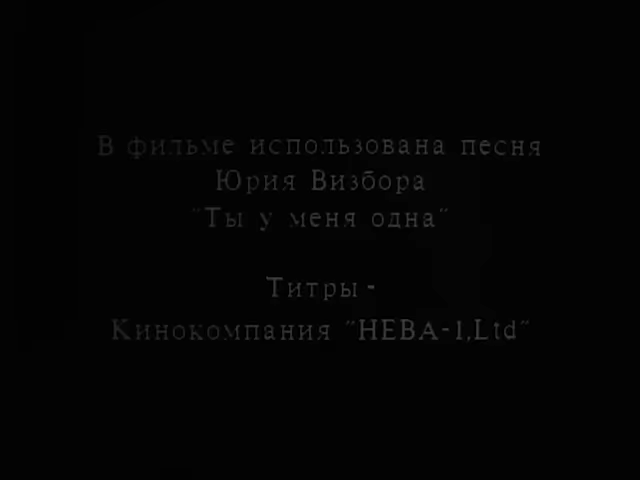 В фильме использована песня
Юрия Визбора
"Ты у меня одна"
Титры -
Кинокомпания "НЕВА-1,Ltd"